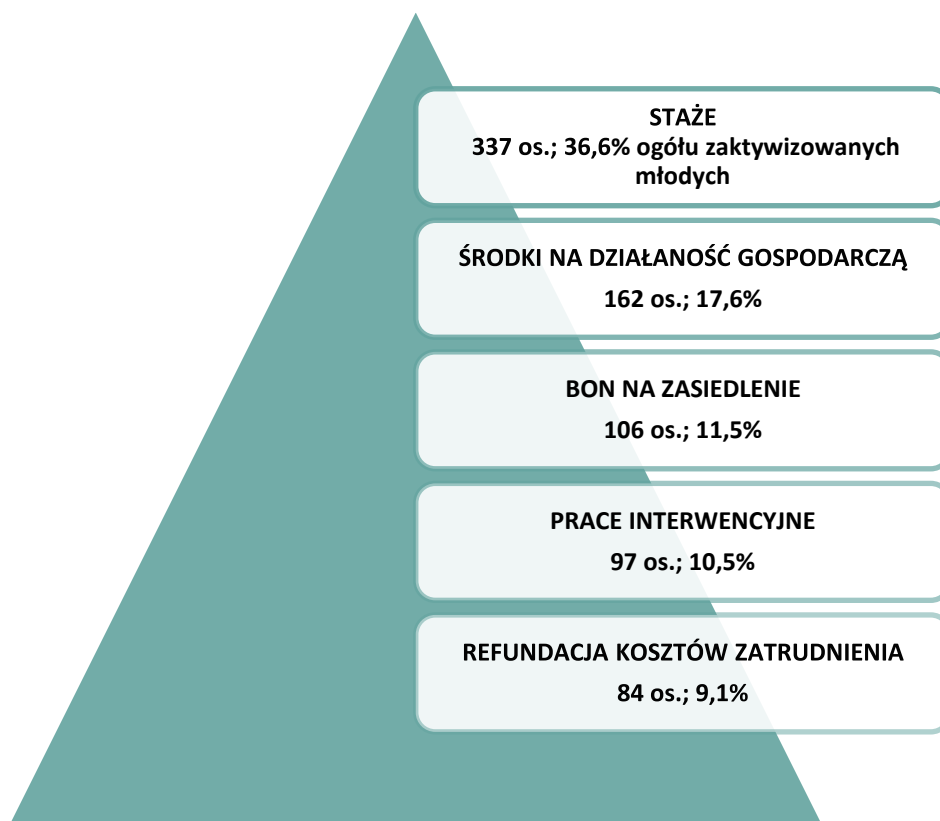 STAŻE
337 os.; 36,6% ogółu zaktywizowanych
młodych
ŚRODKI NA DZIAŁANOŚĆ GOSPODARCZĄ
162 os.; 17,6%
BON NA ZASIEDLENIE
106 os.; 11,5%
PRACE INTERWENCYJNE
97 os.; 10,5%
REFUNDACJA KOSZTÓW ZATRUDNIENIA
84 os.; 9,1%